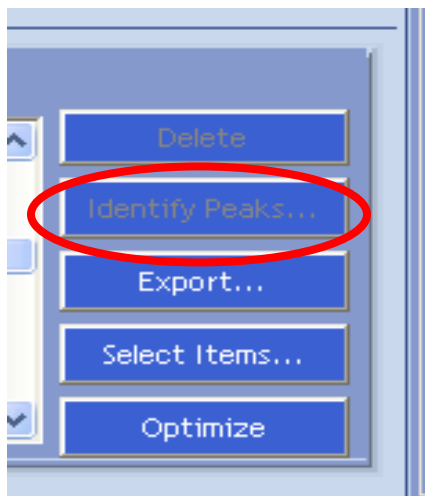 Delete
Identify Peaks...
Export...
Select Items...
Optimize